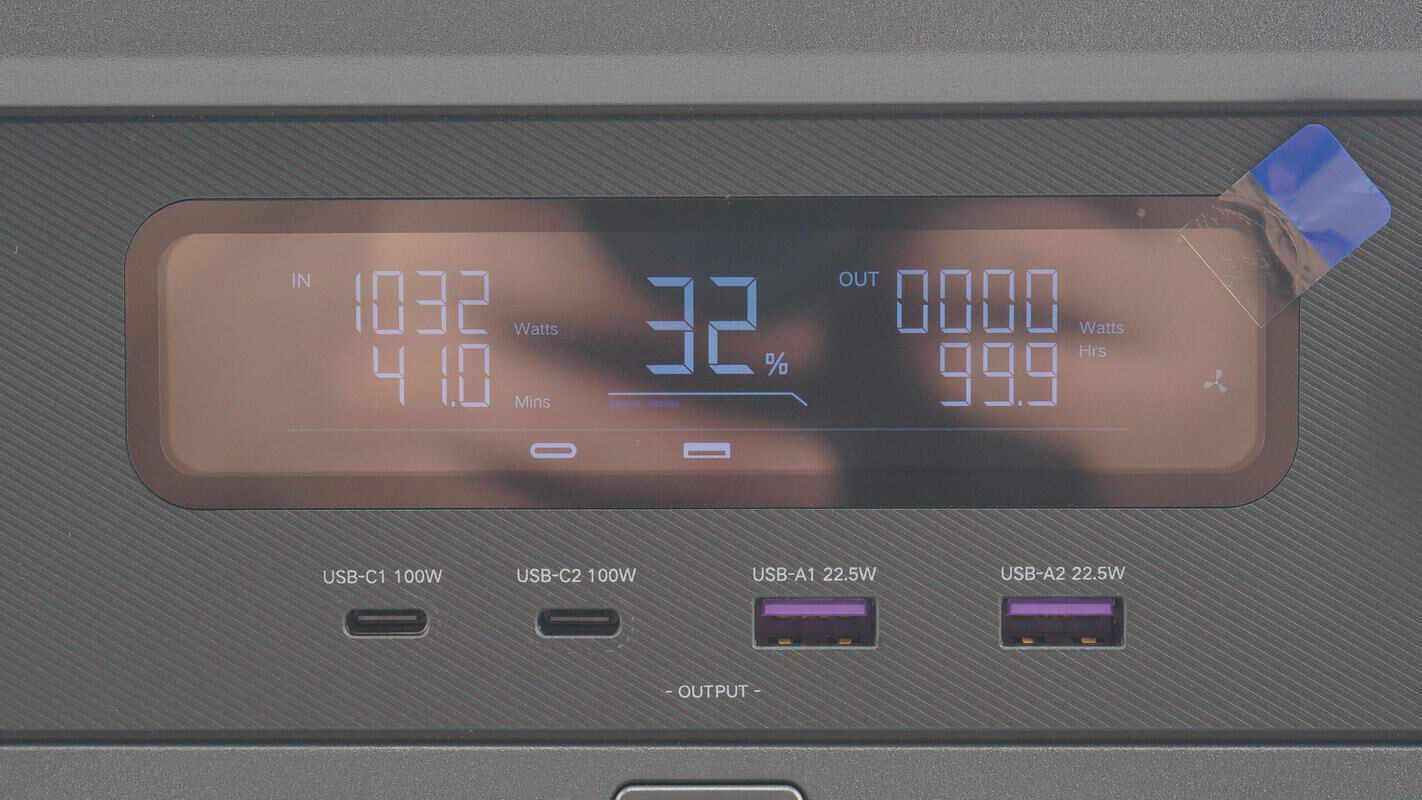 IN 1032 Watts
41.0 Mins
32%
OUT 0000 Watts
99.9 Hrs
USB-C1 100W
USB-C2 100W
USB-A1 22.5W
USB-A2 22.5W
- OUTPUT -